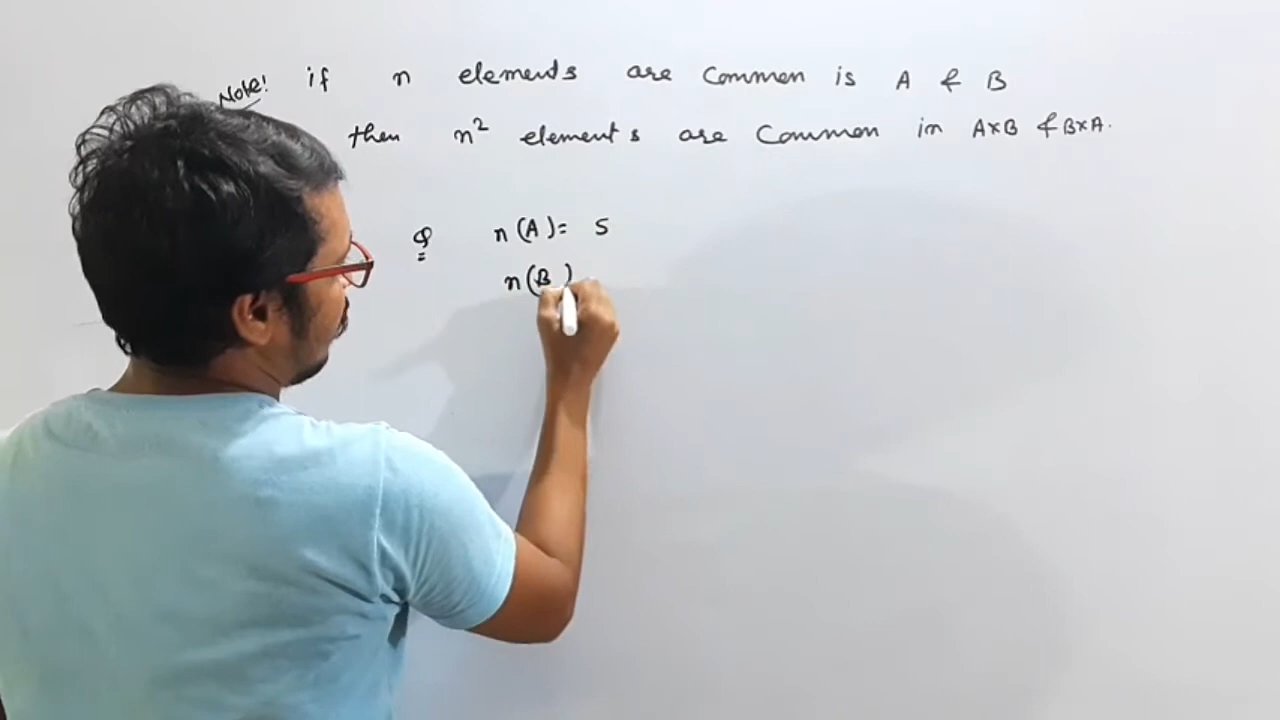 Note! if n elements are Common is A & B
then n² elements are Common in A×B & B×A.
Q n(A)= 5
n(B)